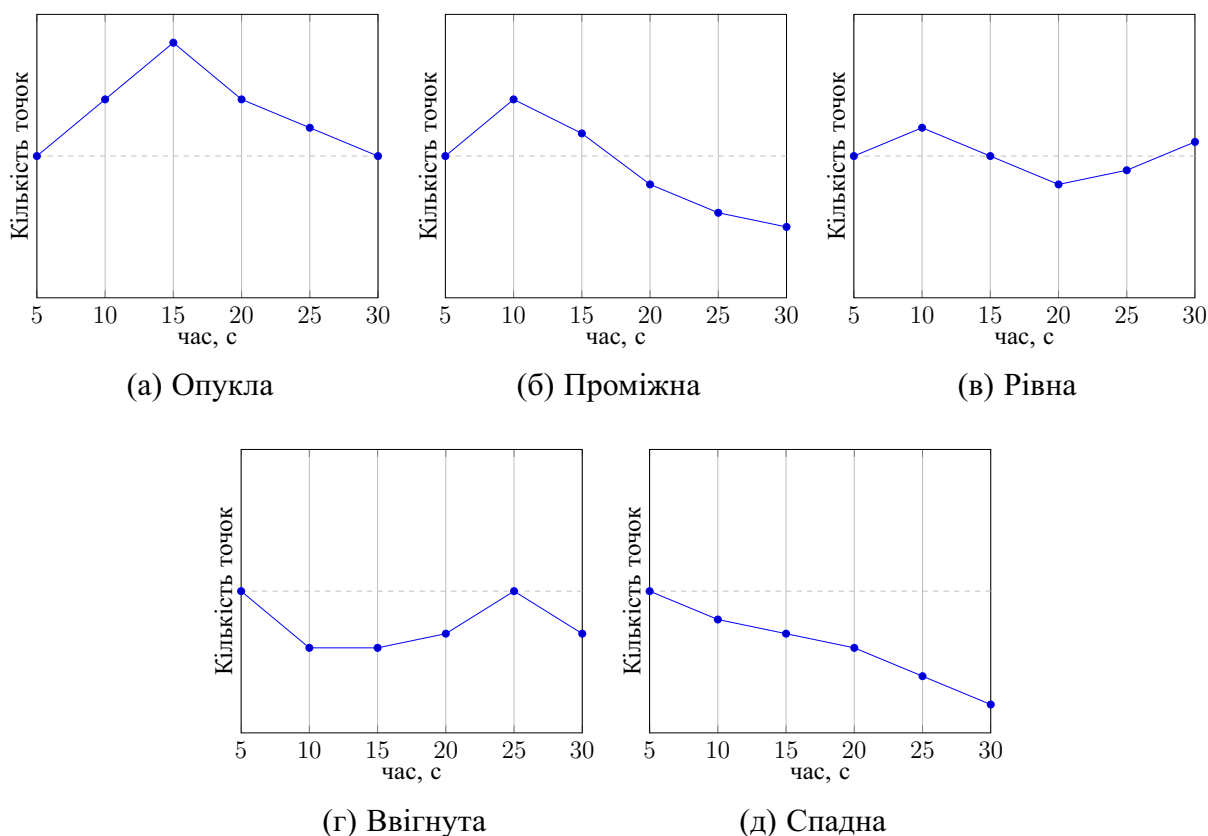 Кількість точок
5 10 15 20 25 30
час, с
(а) Опукла
Кількість точок
5 10 15 20 25 30
час, с
(б) Проміжна
Кількість точок
5 10 15 20 25 30
час, с
(в) Рівна
Кількість точок
5 10 15 20 25 30
час, с
(г) Ввігнута
Кількість точок
5 10 15 20 25 30
час, с
(д) Спадна